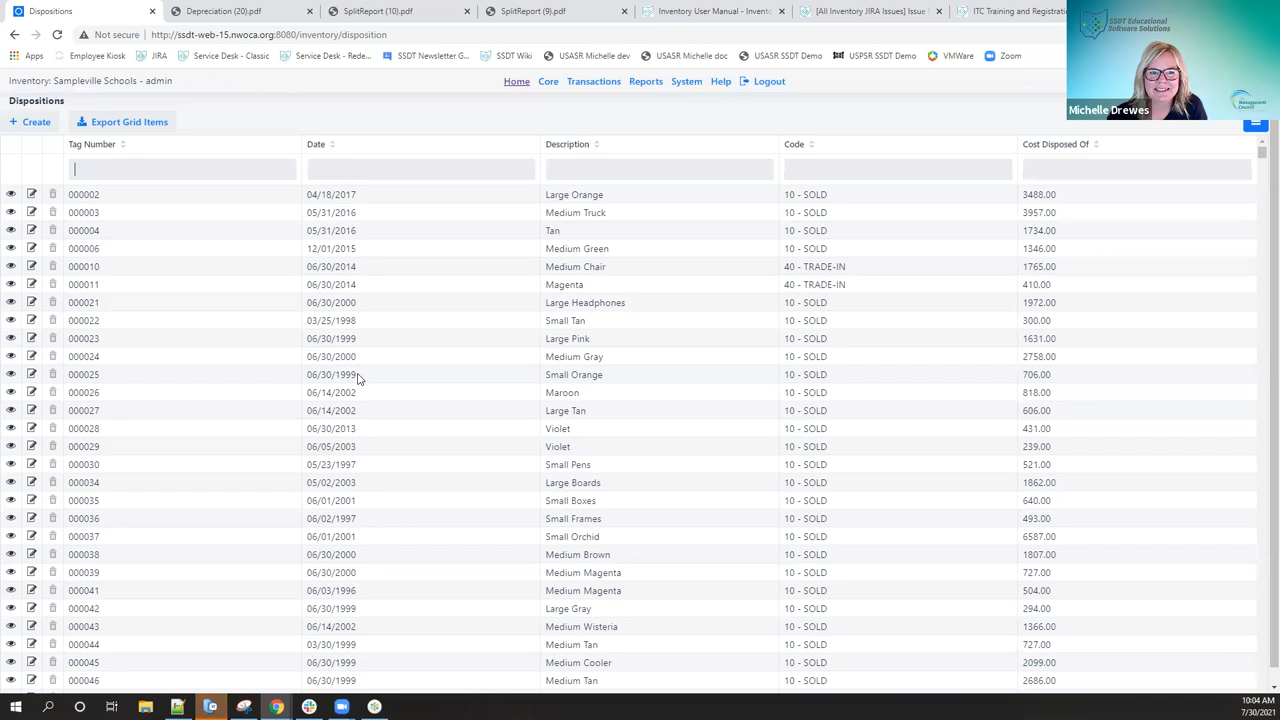 Dispositions
Depreciation (20).pdf
SplitReport (10).pdf
SplitReport (9).pdf
Inventory User Manual - Invento
[All Inventory JIRA Issues] Issue
ITC Training and Registrati
Not secure http://ssdt-web-15.nwoca.org:8080/inventory/disposition
Apps Employee Kiosk JIRA Service Desk - Classic Service Desk - Rede... SSDT Newsletter G... SSDT Wiki USASR Michelle dev USASR Michelle doc USASR SSDT Demo USPSR SSDT Demo VMWare Zoom
SSDT Educational
Software Solutions
Management
Council
Michelle Drewes
Inventory: Sampleville Schools - admin Home Core Transactions Reports System Help Logout
Dispositions
+ Create Export Grid Items
Tag Number Date Description Code Cost Disposed Of
000002 04/18/2017 Large Orange 10 - SOLD 3488.00
000003 05/31/2016 Medium Truck 10 - SOLD 3957.00
000004 05/31/2016 Tan 10 - SOLD 1734.00
000006 12/01/2015 Medium Green 10 - SOLD 1346.00
000010 06/30/2014 Medium Chair 40 - TRADE-IN 1765.00
000011 06/30/2014 Magenta 40 - TRADE-IN 410.00
000021 06/30/2000 Large Headphones 10 - SOLD 1972.00
000022 03/25/1998 Small Tan 10 - SOLD 300.00
000023 06/30/1999 Large Pink 10 - SOLD 1631.00
000024 06/30/2000 Medium Gray 10 - SOLD 2758.00
000025 06/30/1999 Small Orange 10 - SOLD 706.00
000026 06/14/2002 Maroon 10 - SOLD 818.00
000027 06/14/2002 Large Tan 10 - SOLD 606.00
000028 06/30/2013 Violet 10 - SOLD 431.00
000029 06/05/2003 Violet 10 - SOLD 239.00
000030 05/23/1997 Small Pens 10 - SOLD 521.00
000034 05/02/2003 Large Boards 10 - SOLD 1862.00
000035 06/01/2001 Small Boxes 10 - SOLD 640.00
000036 06/02/1997 Small Frames 10 - SOLD 493.00
000037 06/01/2001 Small Orchid 10 - SOLD 6587.00
000038 06/30/2000 Medium Brown 10 - SOLD 1807.00
000039 06/30/2000 Medium Magenta 10 - SOLD 727.00
000041 06/03/1996 Medium Magenta 10 - SOLD 504.00
000042 06/30/1999 Large Gray 10 - SOLD 294.00
000043 06/14/2002 Medium Wisteria 10 - SOLD 1366.00
000044 03/30/1999 Medium Tan 10 - SOLD 727.00
000045 06/30/1999 Medium Cooler 10 - SOLD 2099.00
000046 06/30/1999 Medium Tan 10 - SOLD 2686.00
10:04 AM
7/30/2021